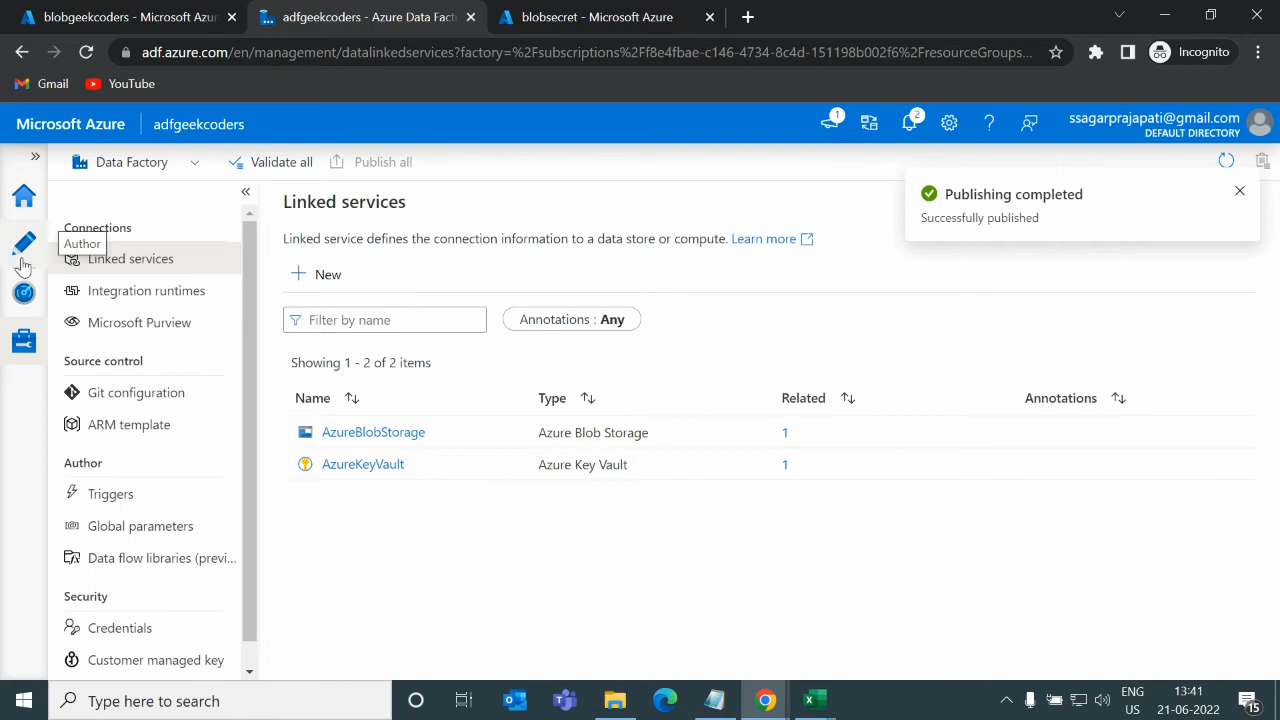 blobgeekcoders - Microsoft Azur
adfgeekcoders - Azure Data Fact
blobsecret - Microsoft Azure
adf.azure.com/en/management/datalinkedservices?factory=%2Fsubscriptions%2Ff8e4fbae-c146-4734-8c4d-151198b002f6%2FresourceGroups...
Incognito
Gmail
YouTube
Microsoft Azure
adfgeekcoders
1
2
ssagarprajapati@gmail.com
DEFAULT DIRECTORY
Data Factory
Validate all
Publish all
Publishing completed
Successfully published
Author
Connections
Linked services
Integration runtimes
Microsoft Purview
Source control
Git configuration
ARM template
Author
Triggers
Global parameters
Data flow libraries (previ...
Security
Credentials
Customer managed key
Linked services
Linked service defines the connection information to a data store or compute. Learn more
New
Filter by name
Annotations : Any
Showing 1 - 2 of 2 items
Name Type Related Annotations
AzureBlobStorage Azure Blob Storage 1
AzureKeyVault Azure Key Vault 1
Type here to search
ENG
US
13:41
21-06-2022
15